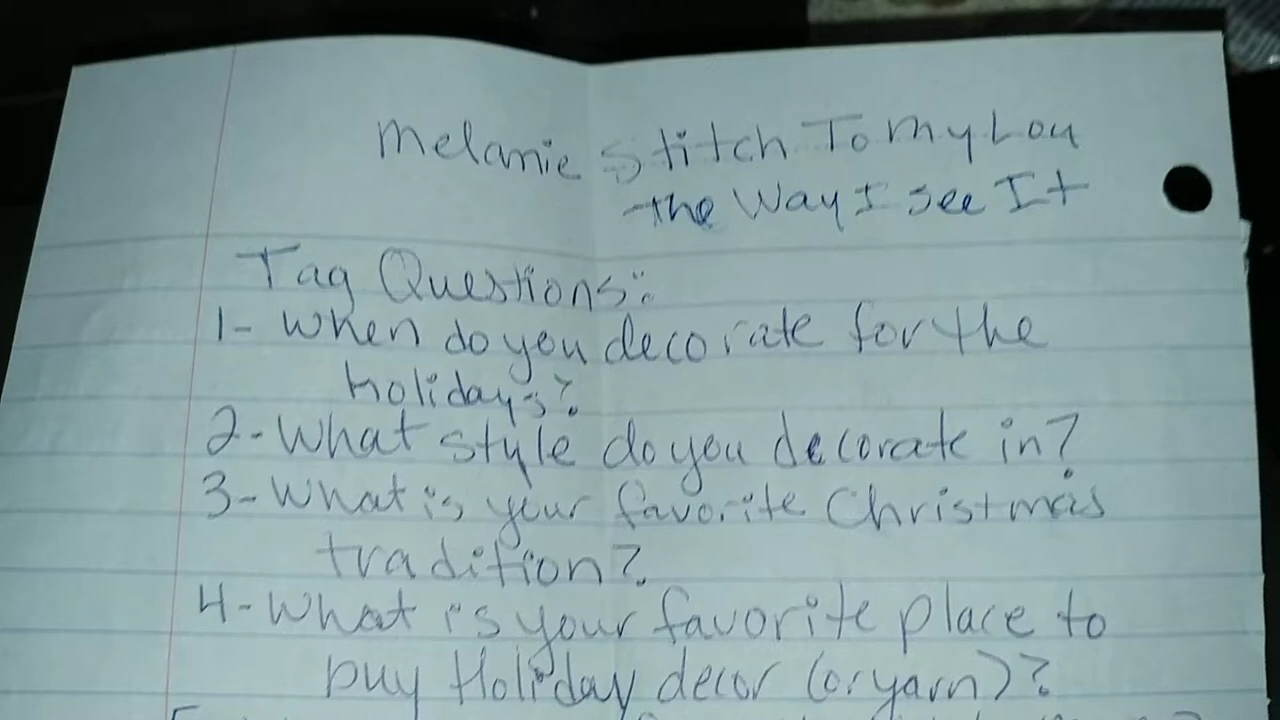 Melanie Stitch To My Lou
the Way I see It
Tag Questions:
1- When do you decorate for the
holidays?
2- What style do you decorate in?
3- What is your favorite Christmas
tradition?
4- What is your favorite place to
buy Holiday decor (or yarn)?